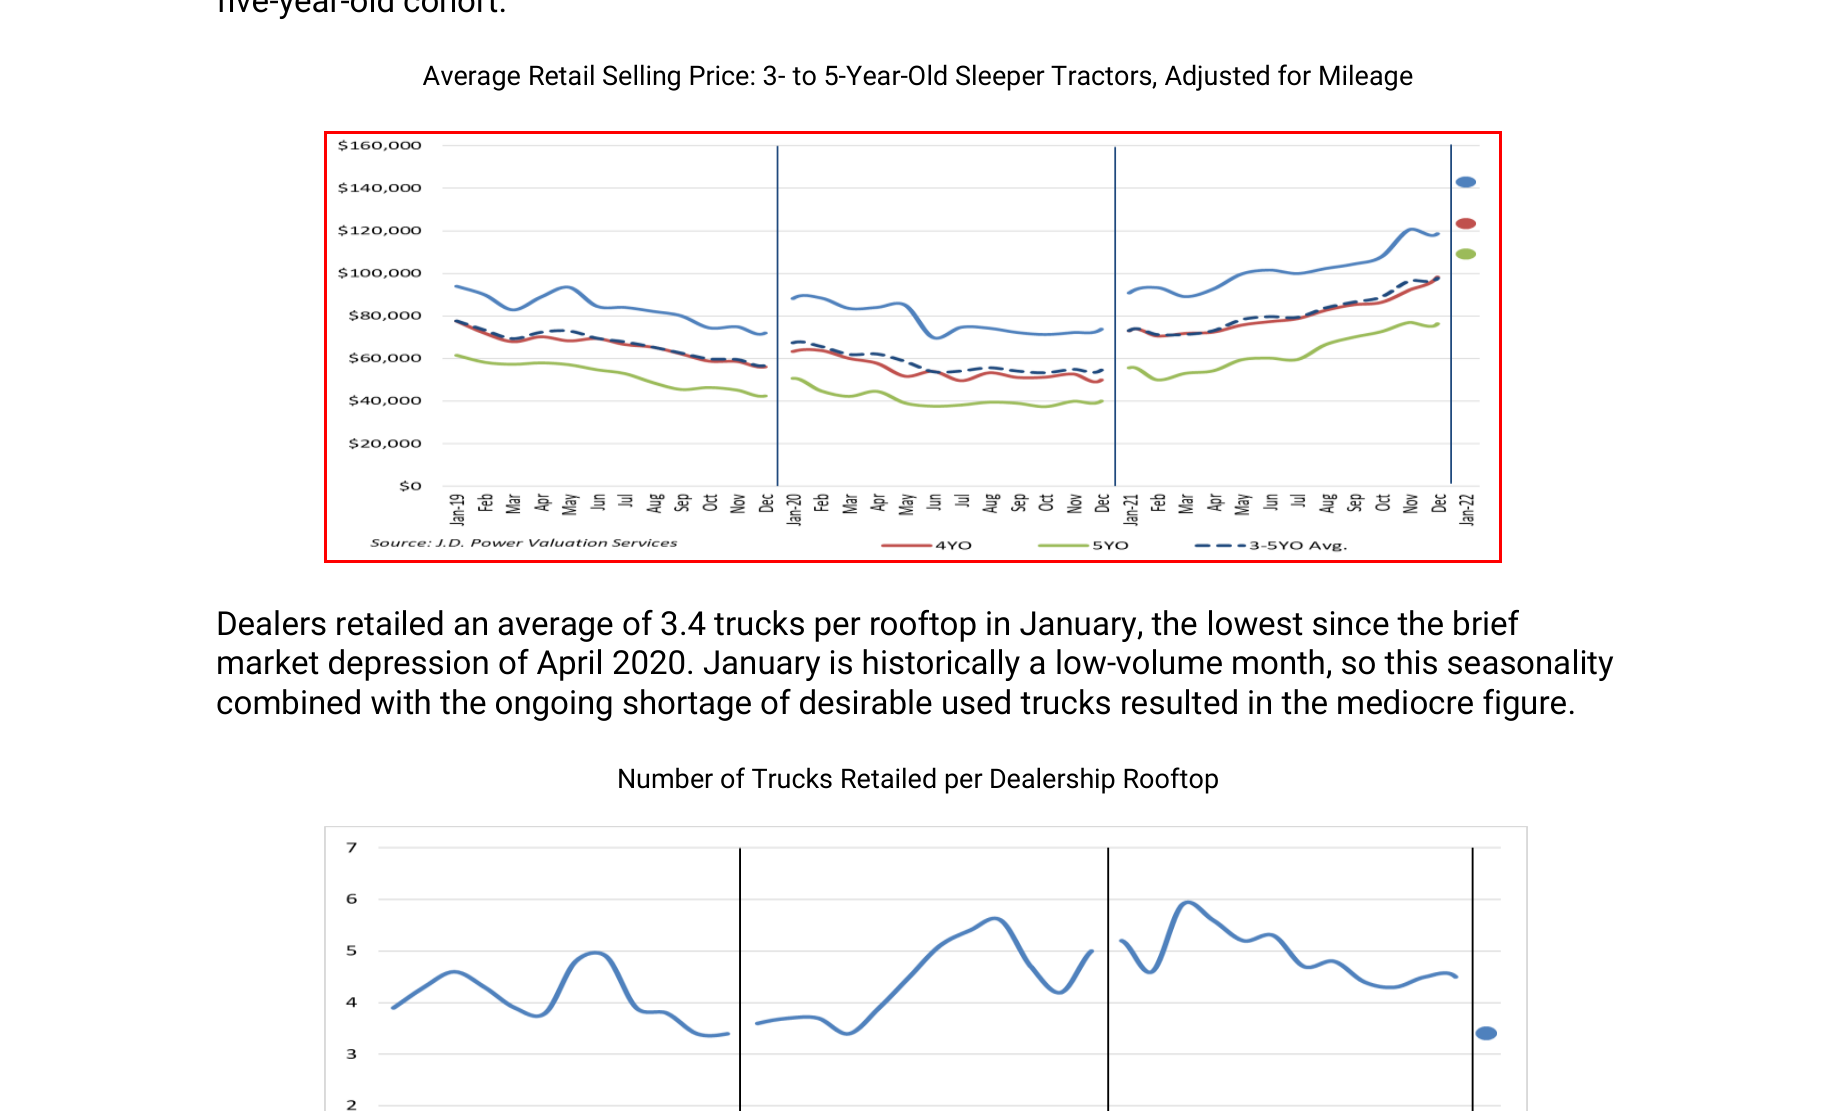 five-year-old cohort.
Average Retail Selling Price: 3- to 5-Year-Old Sleeper Tractors, Adjusted for Mileage
$160,000
$140,000
$120,000
$100,000
$80,000
$60,000
$40,000
$20,000
$0
Jan-19 Feb Mar Apr May Jun Jul Aug Sep Oct Nov Dec Jan-20 Feb Mar Apr May Jun Jul Aug Sep Oct Nov Dec Jan-21 Feb Mar Apr May Jun Jul Aug Sep Oct Nov Dec Jan-22
Source: J.D. Power Valuation Services 4YO 5YO 3-5YO Avg.
Dealers retailed an average of 3.4 trucks per rooftop in January, the lowest since the brief
market depression of April 2020. January is historically a low-volume month, so this seasonality
combined with the ongoing shortage of desirable used trucks resulted in the mediocre figure.
Number of Trucks Retailed per Dealership Rooftop
7
6
5
4
3
2